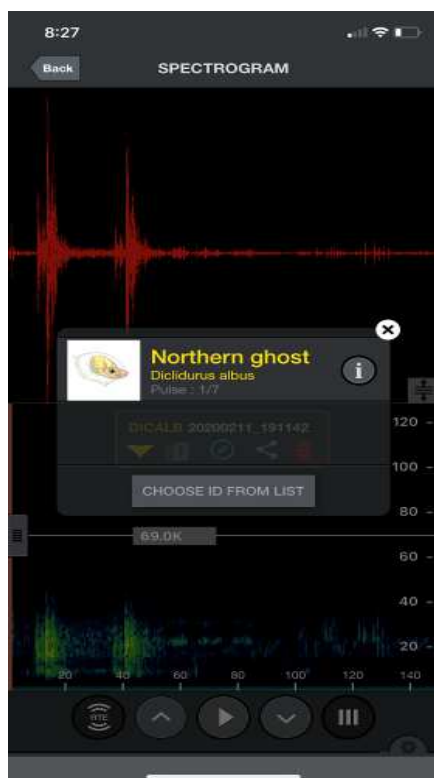 8:27
Back
SPECTROGRAM
Northern ghost
Diclidurus albus
Pulse : 1/7
i
DICALB 20200211_191142
CHOOSE ID FROM LIST
120
100
80
69.0K
60
40
20
20 40 60 80 100 120 140
RTE